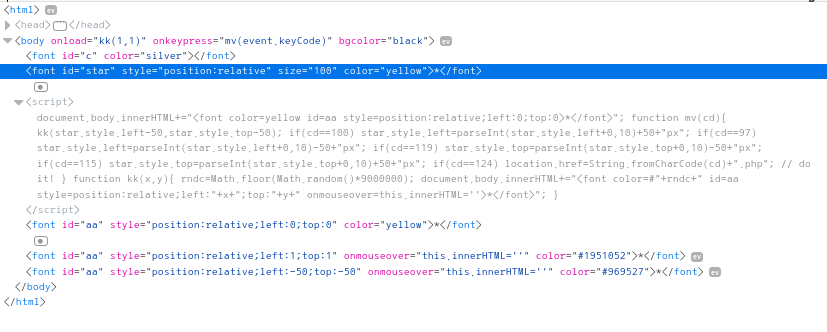 <html> ev
<head> </head>
<body onload="kk(1,1)" onkeypress="mv(event.keyCode)" bgcolor="black"> ev
<font id="c" color="silver"></font>
<font id="star" style="position:relative" size="100" color="yellow">*</font>
<script>
document.body.innerHTML+="<font color=yellow id=aa style=position:relative;left:0;top:0>*</font>"; function mv(cd){
kk(star.style.left-50,star.style.top-50); if(cd==100) star.style.left=parseInt(star.style.left+0,10)+50+"px"; if(cd==97)
star.style.left=parseInt(star.style.left+0,10)-50+"px"; if(cd==119) star.style.top=parseInt(star.style.top+0,10)-50+"px";
if(cd==115) star.style.top=parseInt(star.style.top+0,10)+50+"px"; if(cd==124) location.href=String.fromCharCode(cd)+".php"; // do
it! } function kk(x,y){ rndc=Math.floor(Math.random()*9000000); document.body.innerHTML+="<font color=#"+rndc+" id=aa
style=position:relative;left:"+x+";top:"+y+" onmouseover=this.innerHTML=''>*</font>"; }
</script>
<font id="aa" style="position:relative;left:0;top:0" color="yellow">*</font>
<font id="aa" style="position:relative;left:1;top:1" onmouseover="this.innerHTML=''" color="#1951052">*</font> ev
<font id="aa" style="position:relative;left:-50;top:-50" onmouseover="this.innerHTML=''" color="#969527">*</font> ev
</body>
</html>